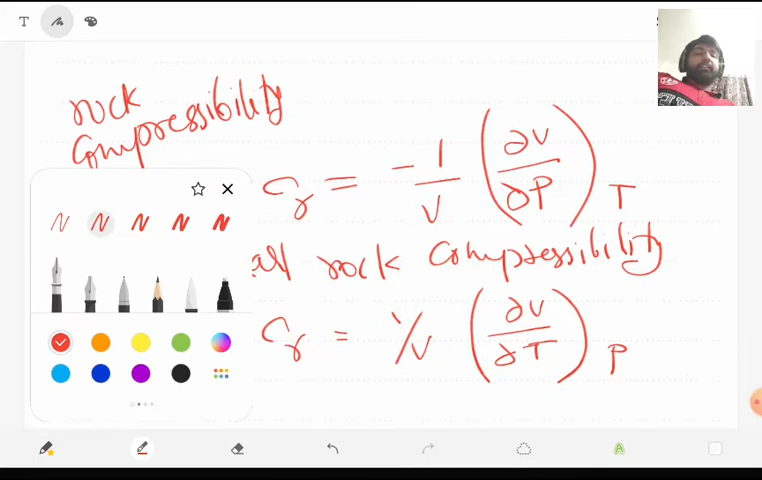 T
rock
compressibility
Cr = - 1/V (∂V/∂P) T
rock compressibility
Cr = 1/V (∂V/∂T) P
A